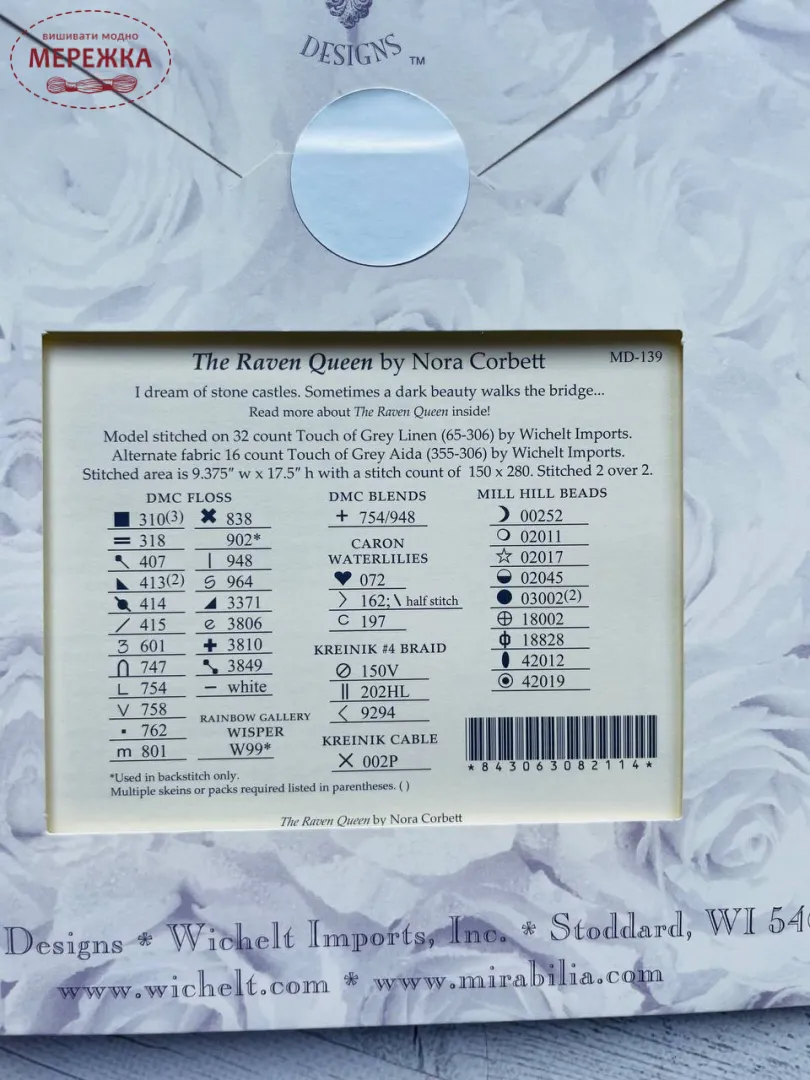 вишивати модно
МЕРЕЖКА
DESIGNS ™
The Raven Queen by Nora Corbett MD-139
I dream of stone castles. Sometimes a dark beauty walks the bridge...
Read more about The Raven Queen inside!
Model stitched on 32 count Touch of Grey Linen (65-306) by Wichelt Imports.
Alternate fabric 16 count Touch of Grey Aida (355-306) by Wichelt Imports.
Stitched area is 9.375" w x 17.5" h with a stitch count of 150 x 280. Stitched 2 over 2.
DMC FLOSS
310(3)
318
407
413(2)
414
415
601
747
754
758
762
801
838
902*
948
964
3371
3806
3810
3849
white
RAINBOW GALLERY
WISPER
W99*
*Used in backstitch only.
Multiple skeins or packs required listed in parentheses. ( )
DMC BLENDS
754/948
CARON
WATERLILIES
072
162; \ half stitch
197
KREINIK #4 BRAID
150V
202HL
9294
KREINIK CABLE
002P
MILL HILL BEADS
00252
02011
02017
02045
03002(2)
18002
18828
42012
42019
*843063082114*
The Raven Queen by Nora Corbett
Designs * Wichelt Imports, Inc. * Stoddard, WI 54
www.wichelt.com * www.mirabilia.com